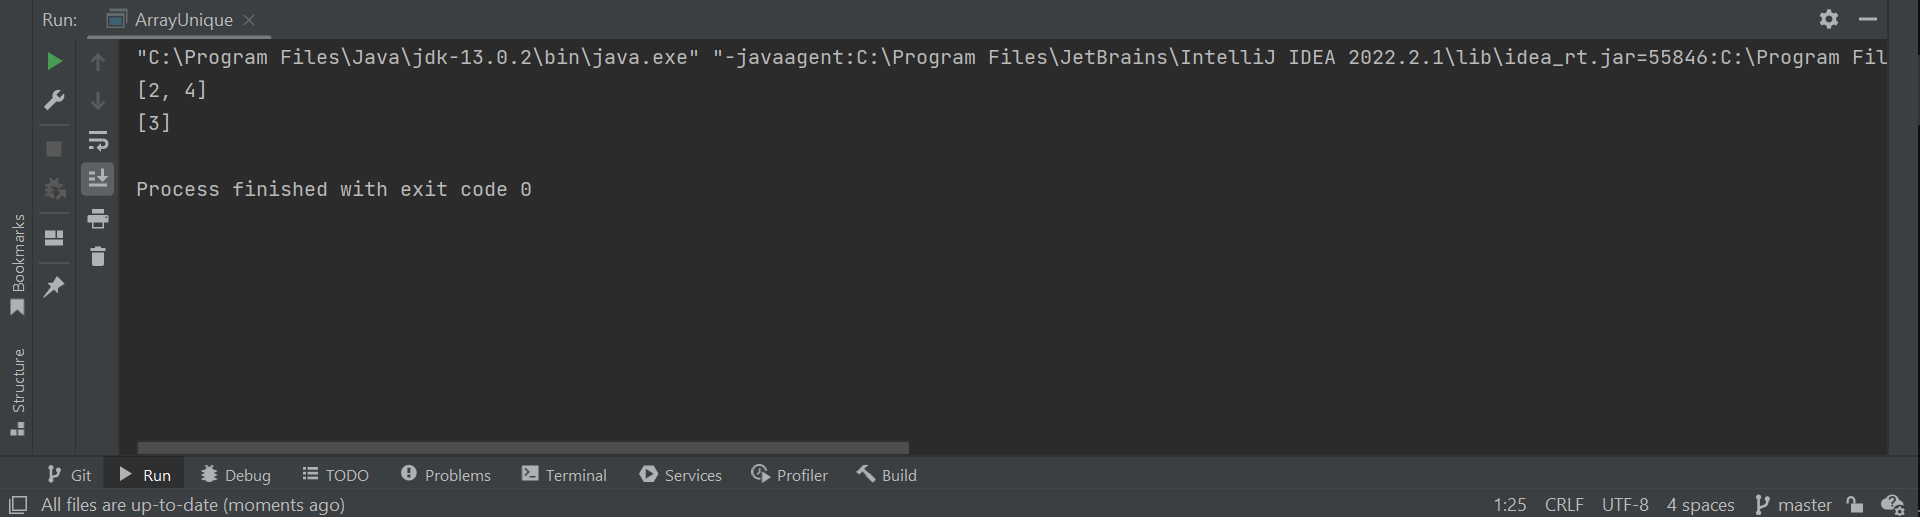 Run: ArrayUnique
"C:\Program Files\Java\jdk-13.0.2\bin\java.exe" "-javaagent:C:\Program Files\JetBrains\IntelliJ IDEA 2022.2.1\lib\idea_rt.jar=55846:C:\Program Fil
[2, 4]
[3]
Process finished with exit code 0
Bookmarks
Structure
Git Run Debug TODO Problems Terminal Services Profiler Build
All files are up-to-date (moments ago) 1:25 CRLF UTF-8 4 spaces master